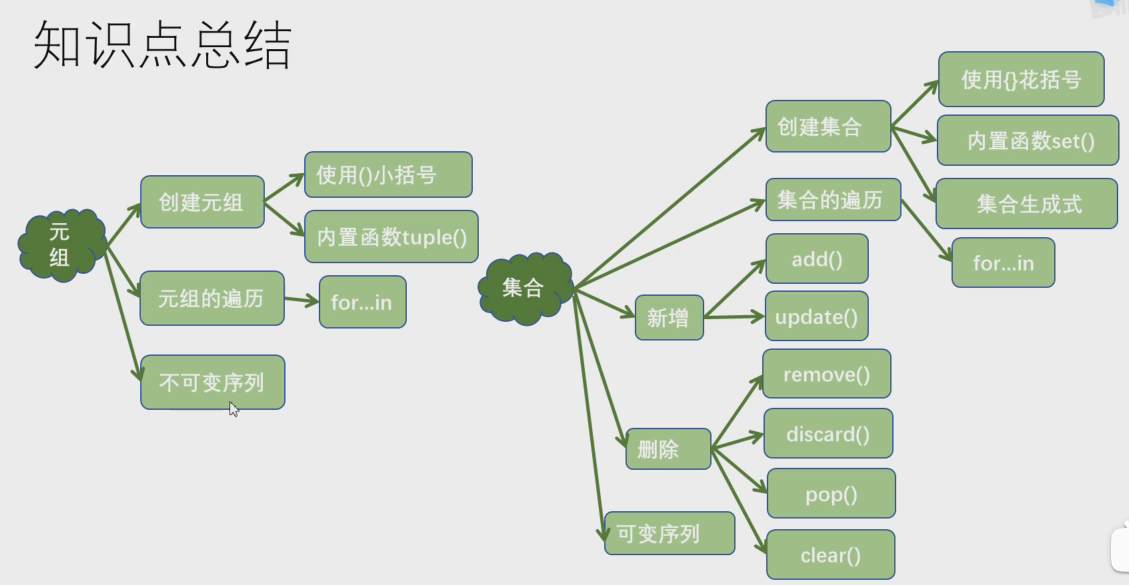 知识点总结
元
组
创建元组
使用()小括号
内置函数tuple()
元组的遍历
for...in
不可变序列
集合
创建集合
使用{}花括号
内置函数set()
集合生成式
集合的遍历
for...in
新增
add()
update()
删除
remove()
discard()
pop()
clear()
可变序列